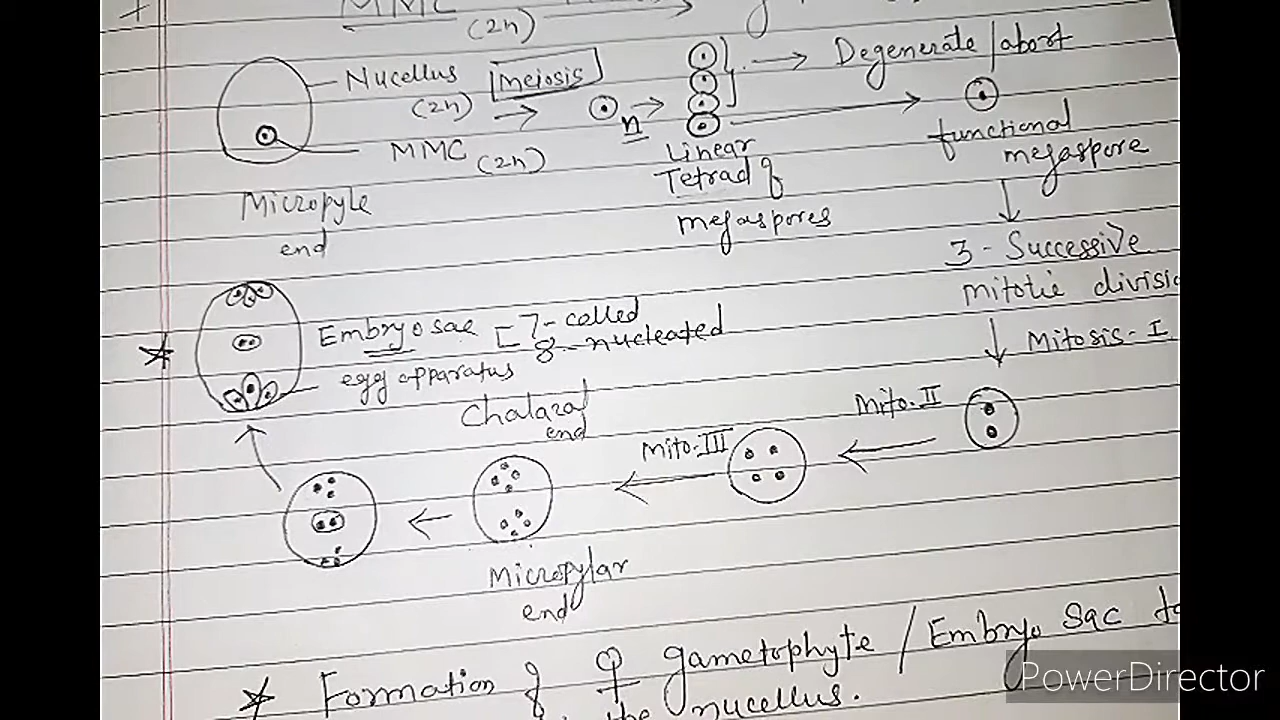 MMC
(2n)
Nucellus
(2n)
Meiosis
MMC (2n)
n
Degenerate / abort
Linear
Tetrad of
megaspores
functional
megaspore
Micropyle
end
3 - Successive
mitotic divisio
Mitosis - I
Embryo sac [ 7 - celled
8 - nucleated
egg apparatus
Mito. II
Chalazal
end
Mito. III
Micropylar
end
Formation of ♀ gametophyte / Embryo Sac
the nucellus.
PowerDirector